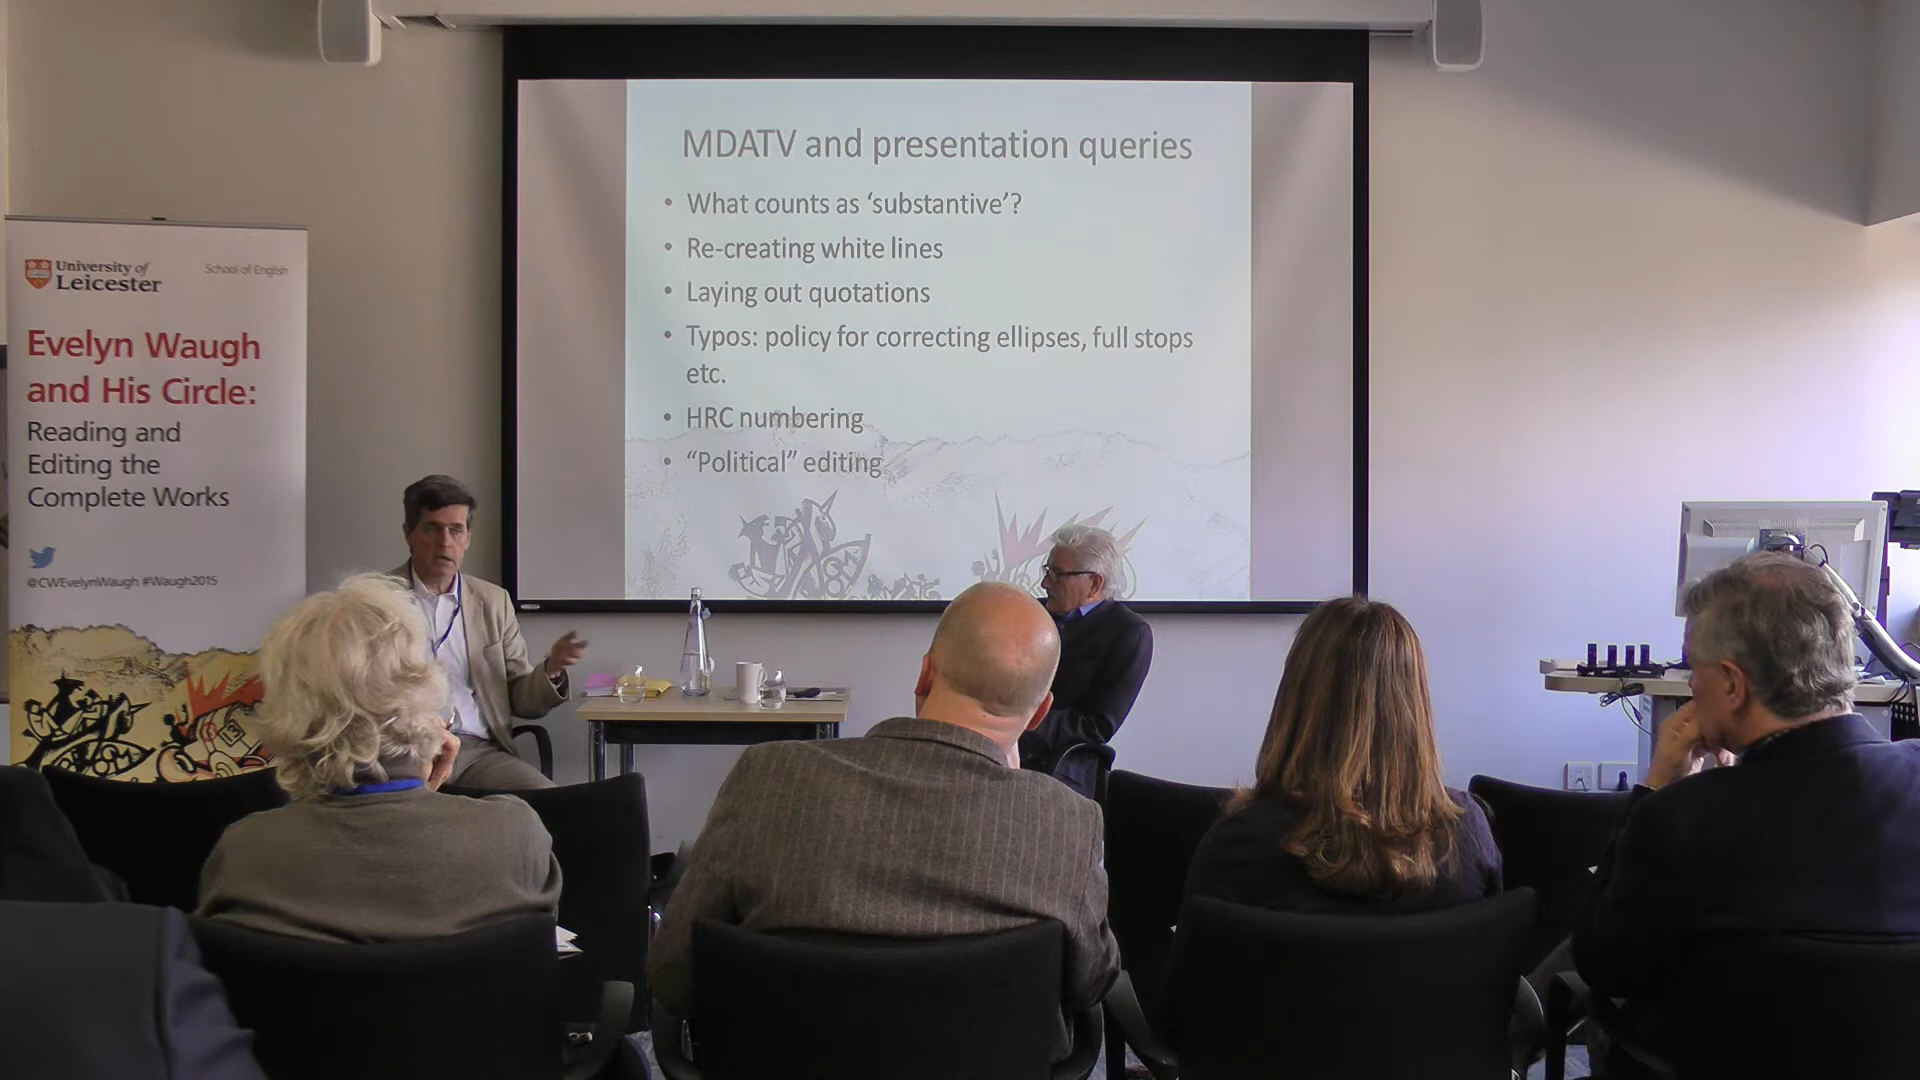 MDATV and presentation queries
• What counts as ‘substantive’?
• Re-creating white lines
• Laying out quotations
• Typos: policy for correcting ellipses, full stops
etc.
• HRC numbering
• “Political” editing
University of
Leicester
School of English
Evelyn Waugh
and His Circle:
Reading and
Editing the
Complete Works
@CWEvelynWaugh #Waugh2015